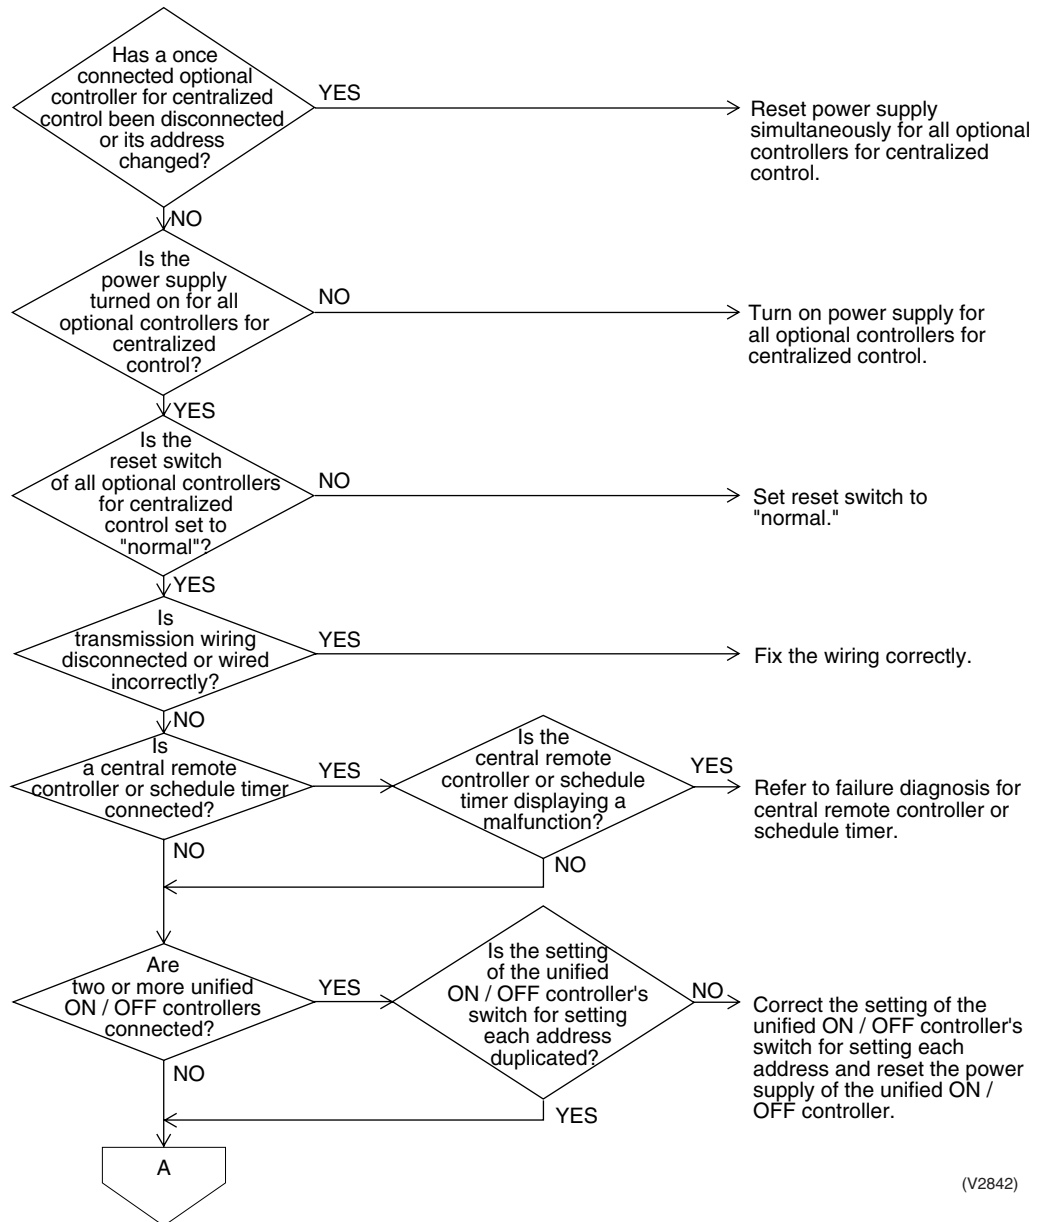 Has a once
connected optional
controller for centralized
control been disconnected
or its address
changed?
YES
Reset power supply
simultaneously for all optional
controllers for centralized
control.
NO
Is the
power supply
turned on for all
optional controllers for
centralized
control?
NO
Turn on power supply for
all optional controllers for
centralized control.
YES
Is the
reset switch
of all optional controllers
for centralized
control set to
"normal"?
NO
Set reset switch to
"normal."
YES
Is
transmission wiring
disconnected or wired
incorrectly?
YES
Fix the wiring correctly.
NO
Is
a central remote
controller or schedule timer
connected?
YES
Is the
central remote
controller or schedule
timer displaying a
malfunction?
YES
Refer to failure diagnosis for
central remote controller or
schedule timer.
NO
NO
Are
two or more unified
ON / OFF controllers
connected?
YES
Is the setting
of the unified
ON / OFF controller's
switch for setting
each address
duplicated?
NO
Correct the setting of the
unified ON / OFF controller's
switch for setting each
address and reset the power
supply of the unified ON /
OFF controller.
NO
YES
A
(V2842)